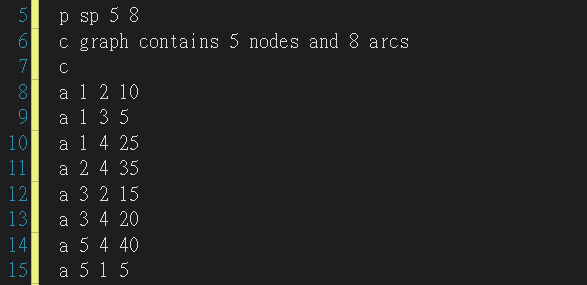 5 p sp 5 8
6 c graph contains 5 nodes and 8 arcs
7 c
8 a 1 2 10
9 a 1 3 5
10 a 1 4 25
11 a 2 4 35
12 a 3 2 15
13 a 3 4 20
14 a 5 4 40
15 a 5 1 5